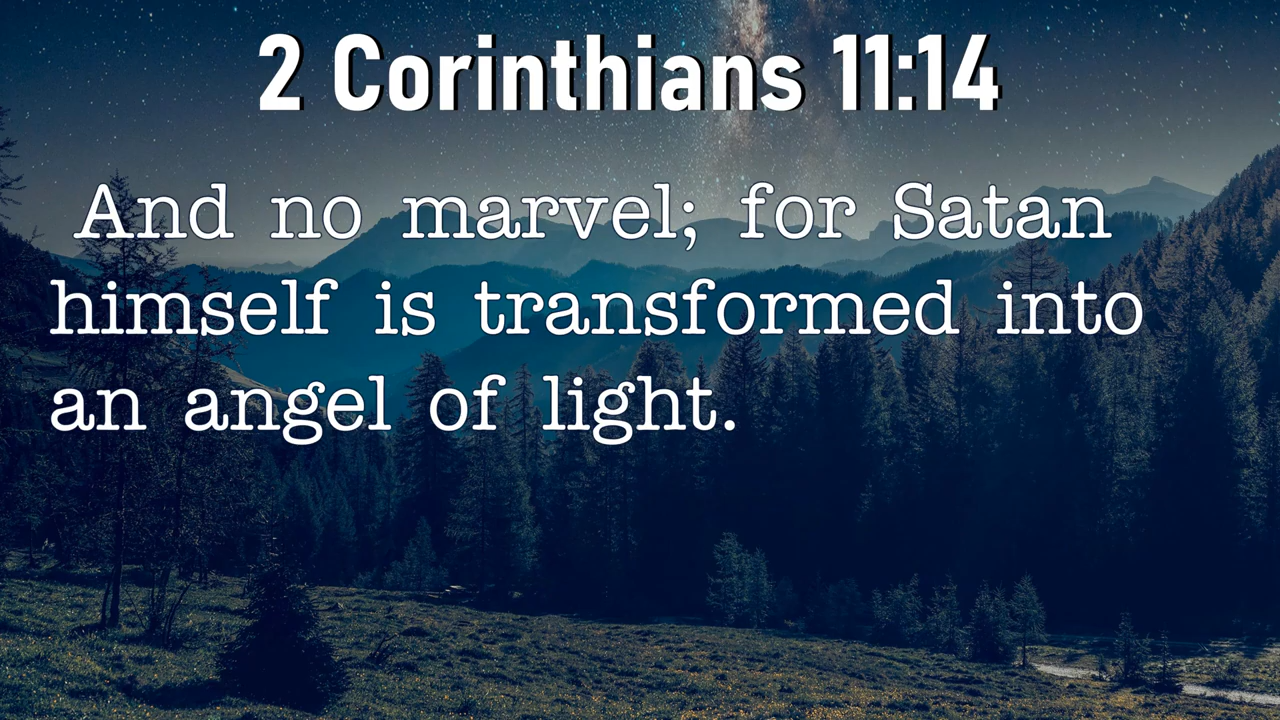 2 Corinthians 11:14
And no marvel; for Satan
himself is transformed into
an angel of light.